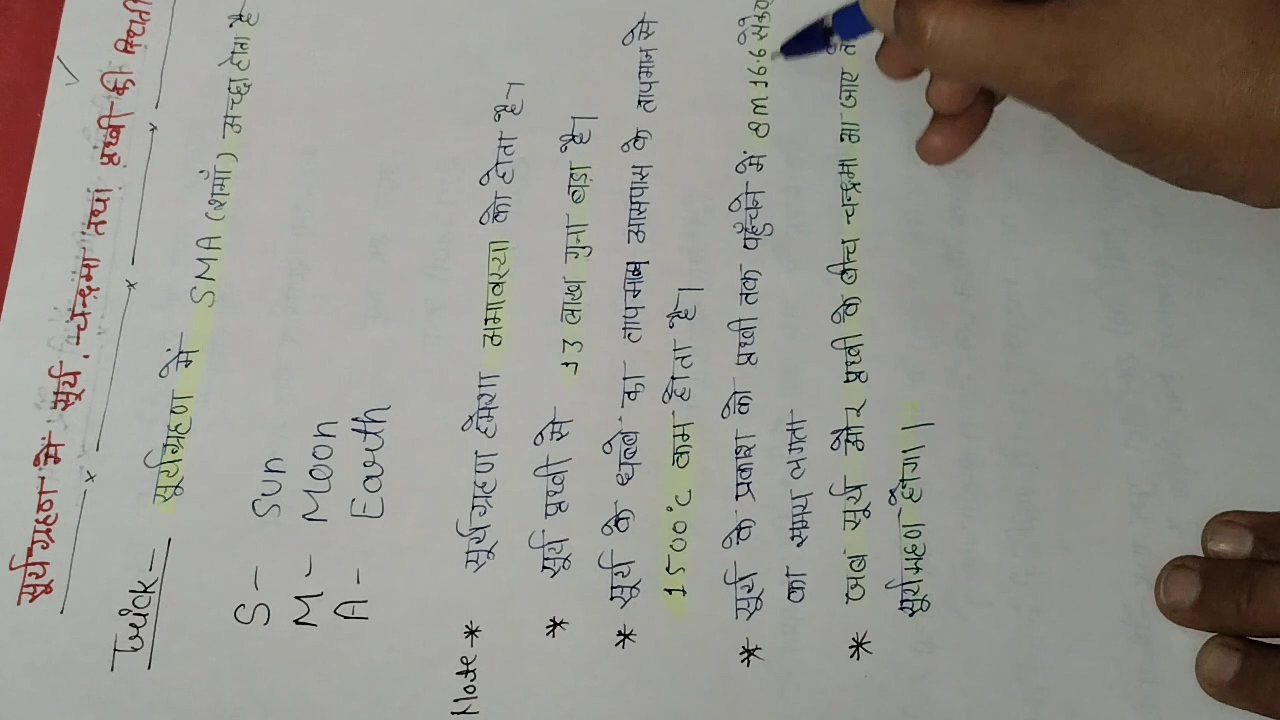 सूर्यग्रहण में सूर्य, चन्द्रमा तथा पृथ्वी की स्थिती
Trick - सूर्यग्रहण में SMA (शर्मा) मच्छा होग है
S - Sun
M - Moon
A - Earth
Note * सूर्यग्रहण हमेशा अमावस्या को होता है।
* सूर्य पृथ्वी से 13 लाख गुना बड़ा है।
* सूर्य के धब्बे का तापमान आसपास के तापमान से
1500°C कम होता है।
* सूर्य के प्रकाश को पृथ्वी तक पहुंचने में 8m 16.6 सेकेण्
का समय लगता
* जब सूर्य और पृथ्वी के बीच चन्द्रमा आ जाए
सूर्यग्रहण होगा।